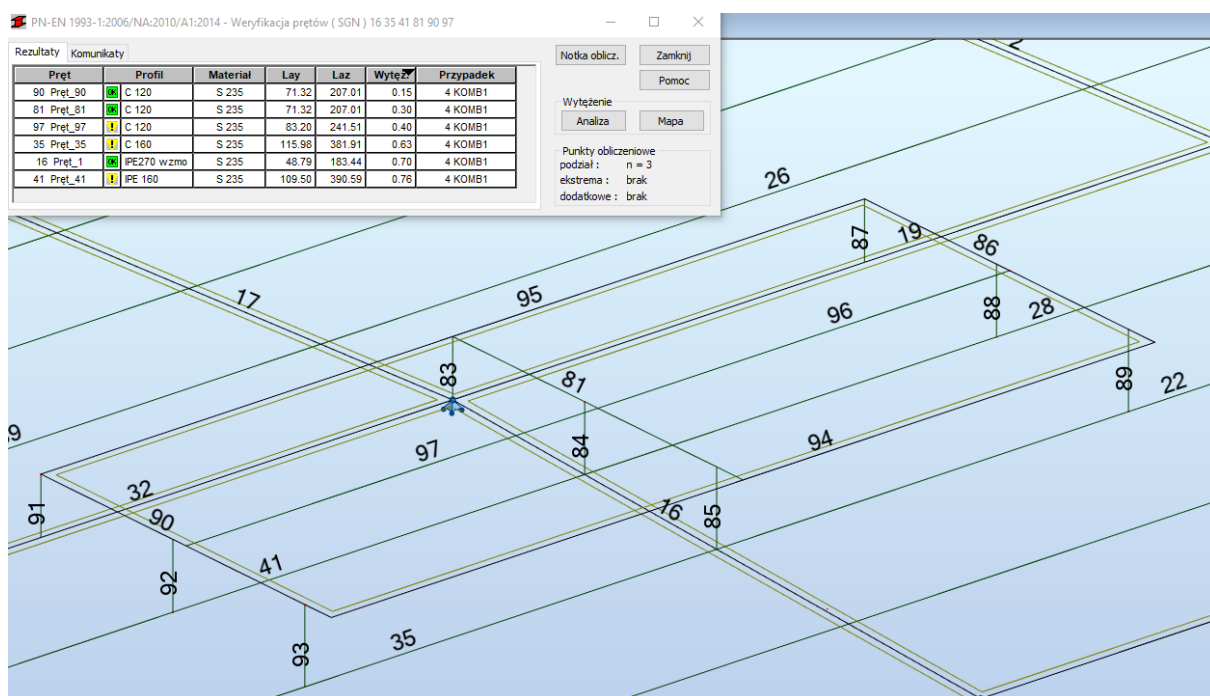 PN-EN 1993-1:2006/NA:2010/A1:2014 - Weryfikacja prętów ( SGN ) 16 35 41 81 90 97
Rezultaty Komunikaty
Notka oblicz. Zamknij
Pomoc
Pręt Profil Materiał Lay Laz Wytęż. Przypadek
90 Pręt_90 OK C 120 S 235 71.32 207.01 0.15 4 KOMB1
81 Pręt_81 OK C 120 S 235 71.32 207.01 0.30 4 KOMB1
97 Pręt_97 ! C 120 S 235 83.20 241.51 0.40 4 KOMB1
35 Pręt_35 ! C 160 S 235 115.98 381.91 0.63 4 KOMB1
16 Pręt_1 OK IPE270 wzmo S 235 48.79 183.44 0.70 4 KOMB1
41 Pręt_41 ! IPE 160 S 235 109.50 390.59 0.76 4 KOMB1
Wytężenie
Analiza Mapa
Punkty obliczeniowe
podział : n = 3
ekstrema : brak
dodatkowe : brak
2
26
87
19
86
17
95
96
88
28
83
81
89
22
39
97
84
94
32
91
90
16
85
41
92
35
93